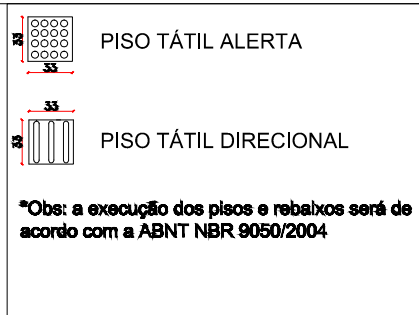 33
PISO TÁTIL ALERTA
33
33
33
PISO TÁTIL DIRECIONAL
*Obs: a execução dos pisos e rebaixos será de
acordo com a ABNT NBR 9050/2004